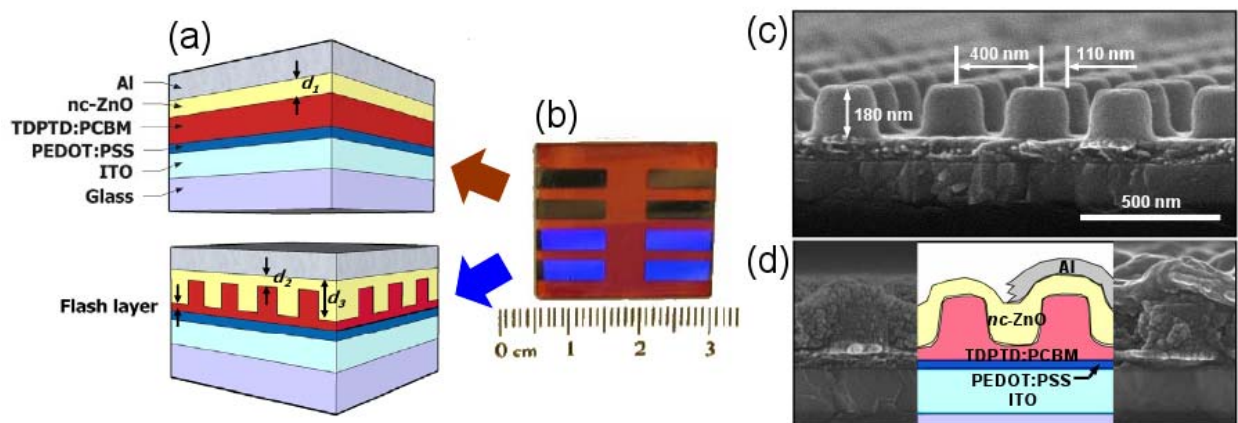 (a)
Al
nc-ZnO
TDPTD:PCBM
PEDOT:PSS
ITO
Glass
d1
Flash layer
d2
d3
(b)
0 cm 1 2 3
(c)
400 nm
110 nm
180 nm
500 nm
(d)
Al
nc-ZnO
TDPTD:PCBM
PEDOT:PSS
ITO